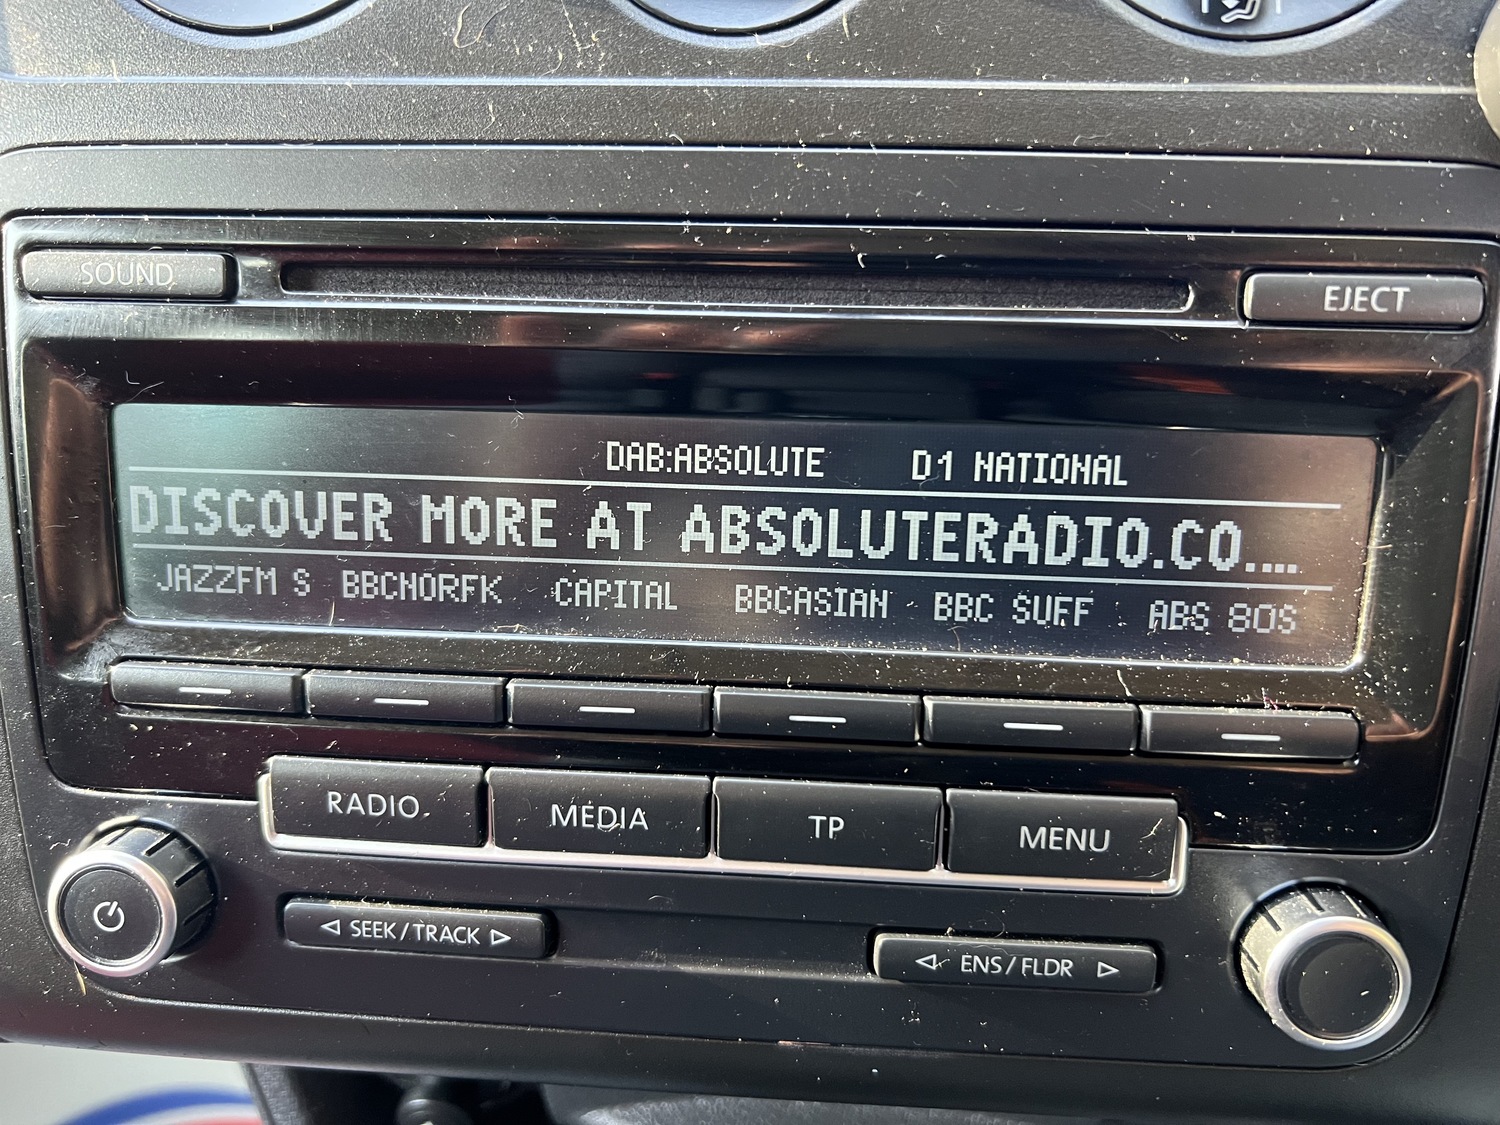 SOUND
EJECT
DAB:ABSOLUTE D1 NATIONAL
DISCOVER MORE AT ABSOLUTERADIO.CO....
JAZZFM S BBCNORFK CAPITAL BBCASIAN BBC SUFF ABS 80S
RADIO MEDIA TP MENU
◁ SEEK/TRACK ▷
◁ ENS/FLDR ▷